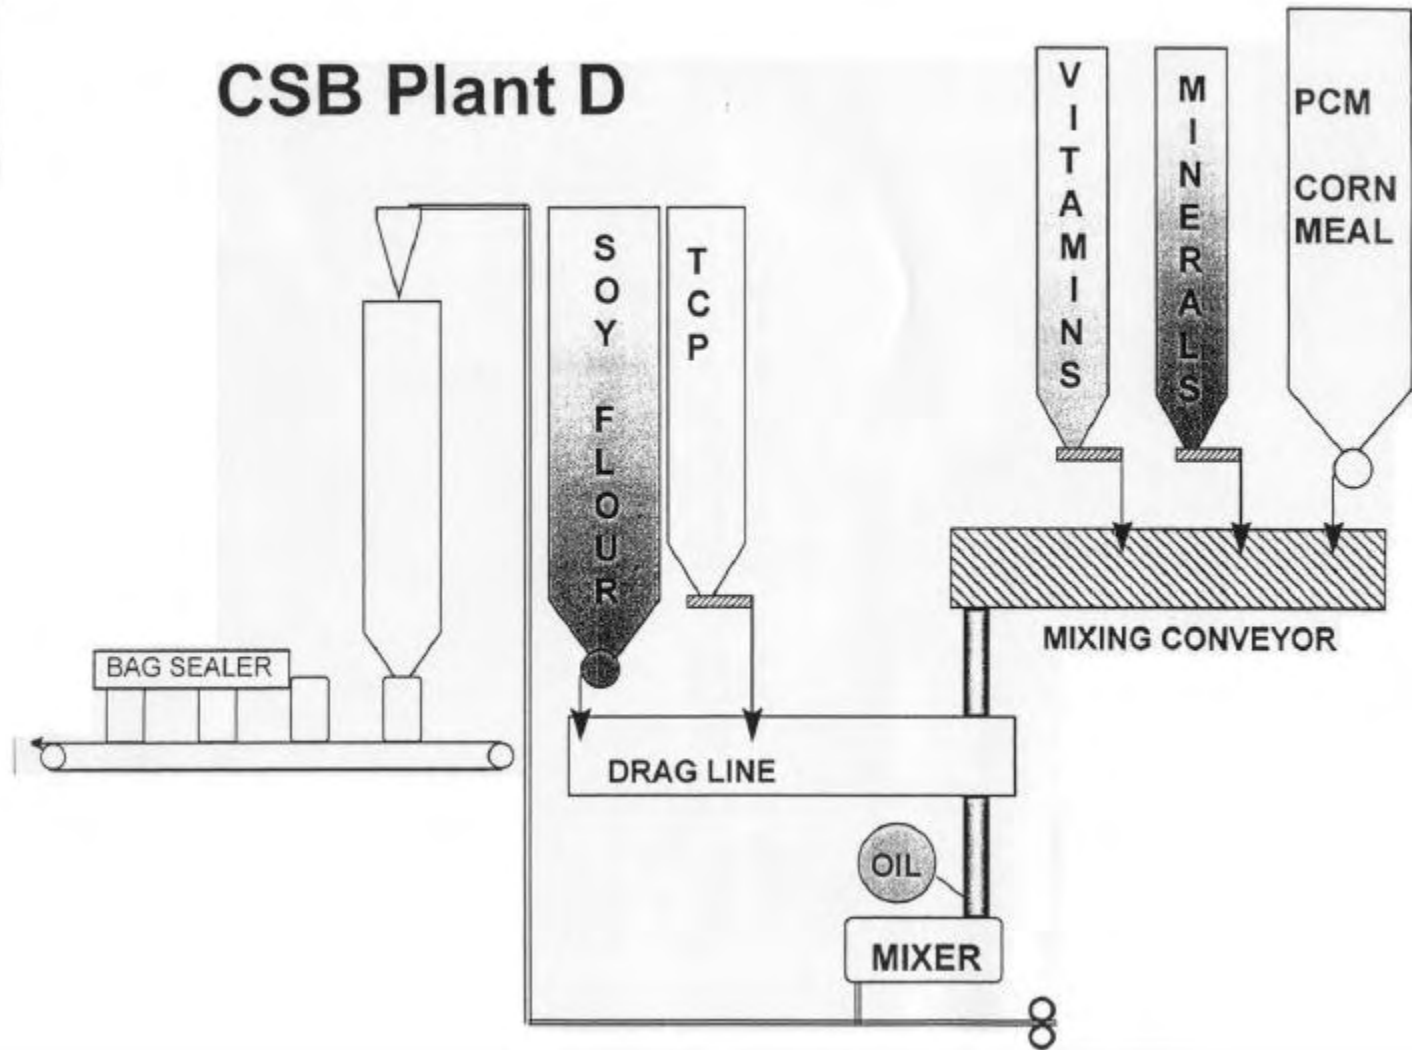 CSB Plant D
VITAMINS
MINERALS
PCM
CORN
MEAL
SOY FLOUR
TCP
MIXING CONVEYOR
BAG SEALER
DRAG LINE
OIL
MIXER